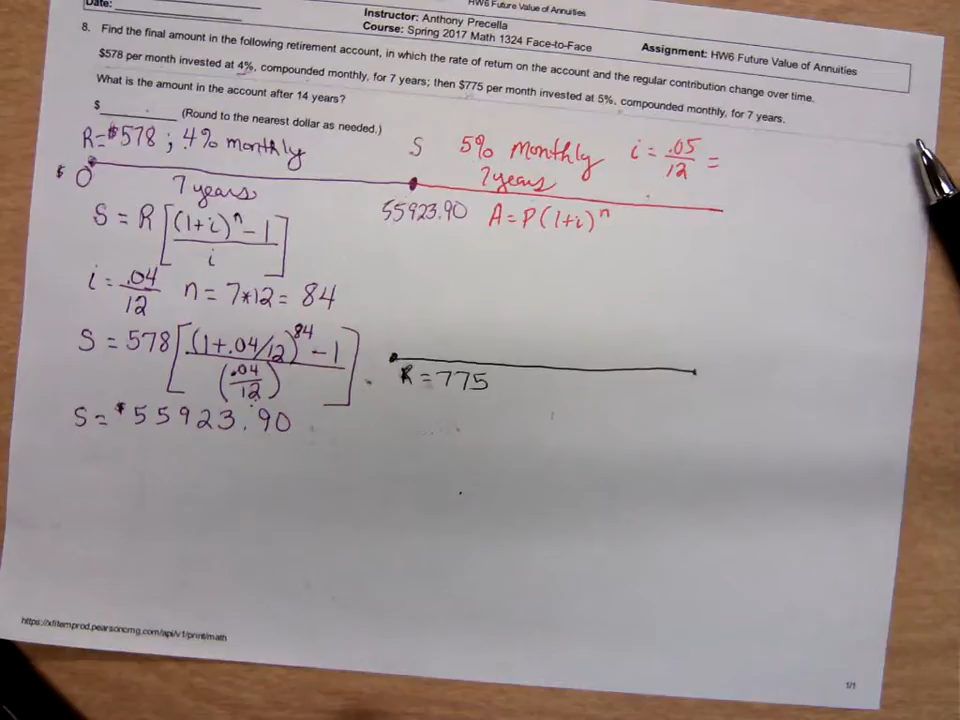 HW6 Future Value of Annuities
Date:
Instructor: Anthony Precella
Course: Spring 2017 Math 1324 Face-to-Face
Assignment: HW6 Future Value of Annuities
8. Find the final amount in the following retirement account, in which the rate of return on the account and the regular contribution change over time.
$578 per month invested at 4%, compounded monthly, for 7 years; then $775 per month invested at 5%, compounded monthly, for 7 years.
What is the amount in the account after 14 years?
$ ________ (Round to the nearest dollar as needed.)
R=$578 ; 4% monthly
S 5% monthly i = .05/12 =
$ 0 7 years
7 years
55923.90 A=P(1+i)^n
S = R[((1+i)^n - 1)/i]
i = .04/12 n = 7*12 = 84
S = 578[((1+.04/12)^84 - 1)/(.04/12)]
R = 775
S = $55923.90
https://xlitemprod.pearsoncmg.com/api/v1/print/math
1/1